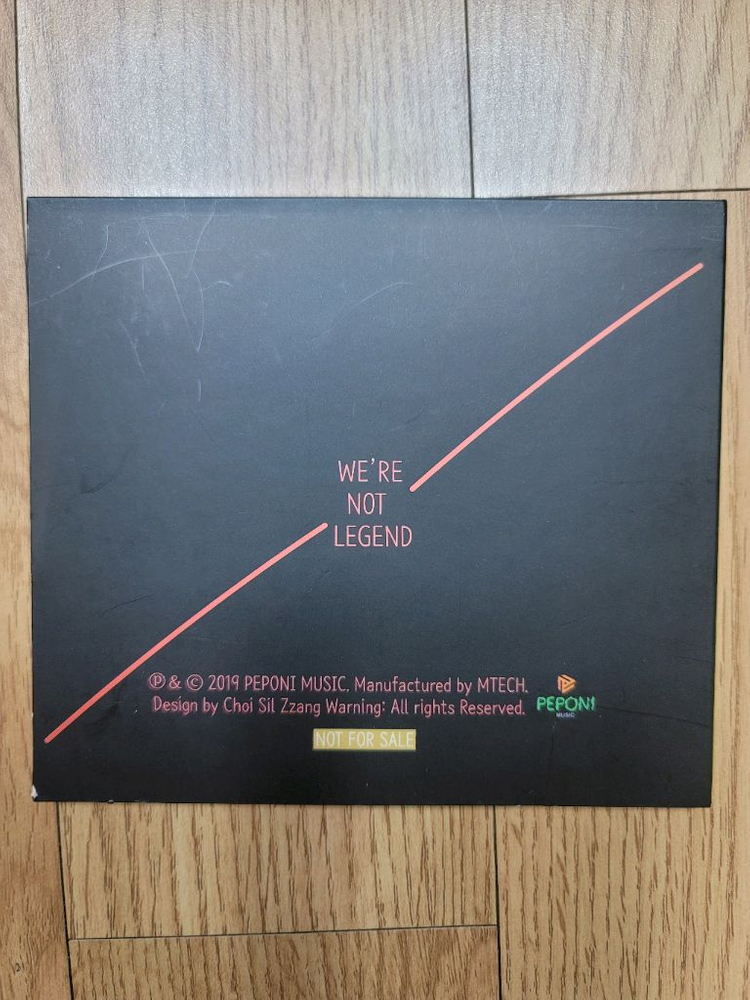 WE'RE
NOT
LEGEND
Ⓟ & © 2019 PEPONI MUSIC. Manufactured by MTECH.
Design by Choi Sil Zzang Warning: All rights Reserved.
PEPONI
MUSIC
NOT FOR SALE